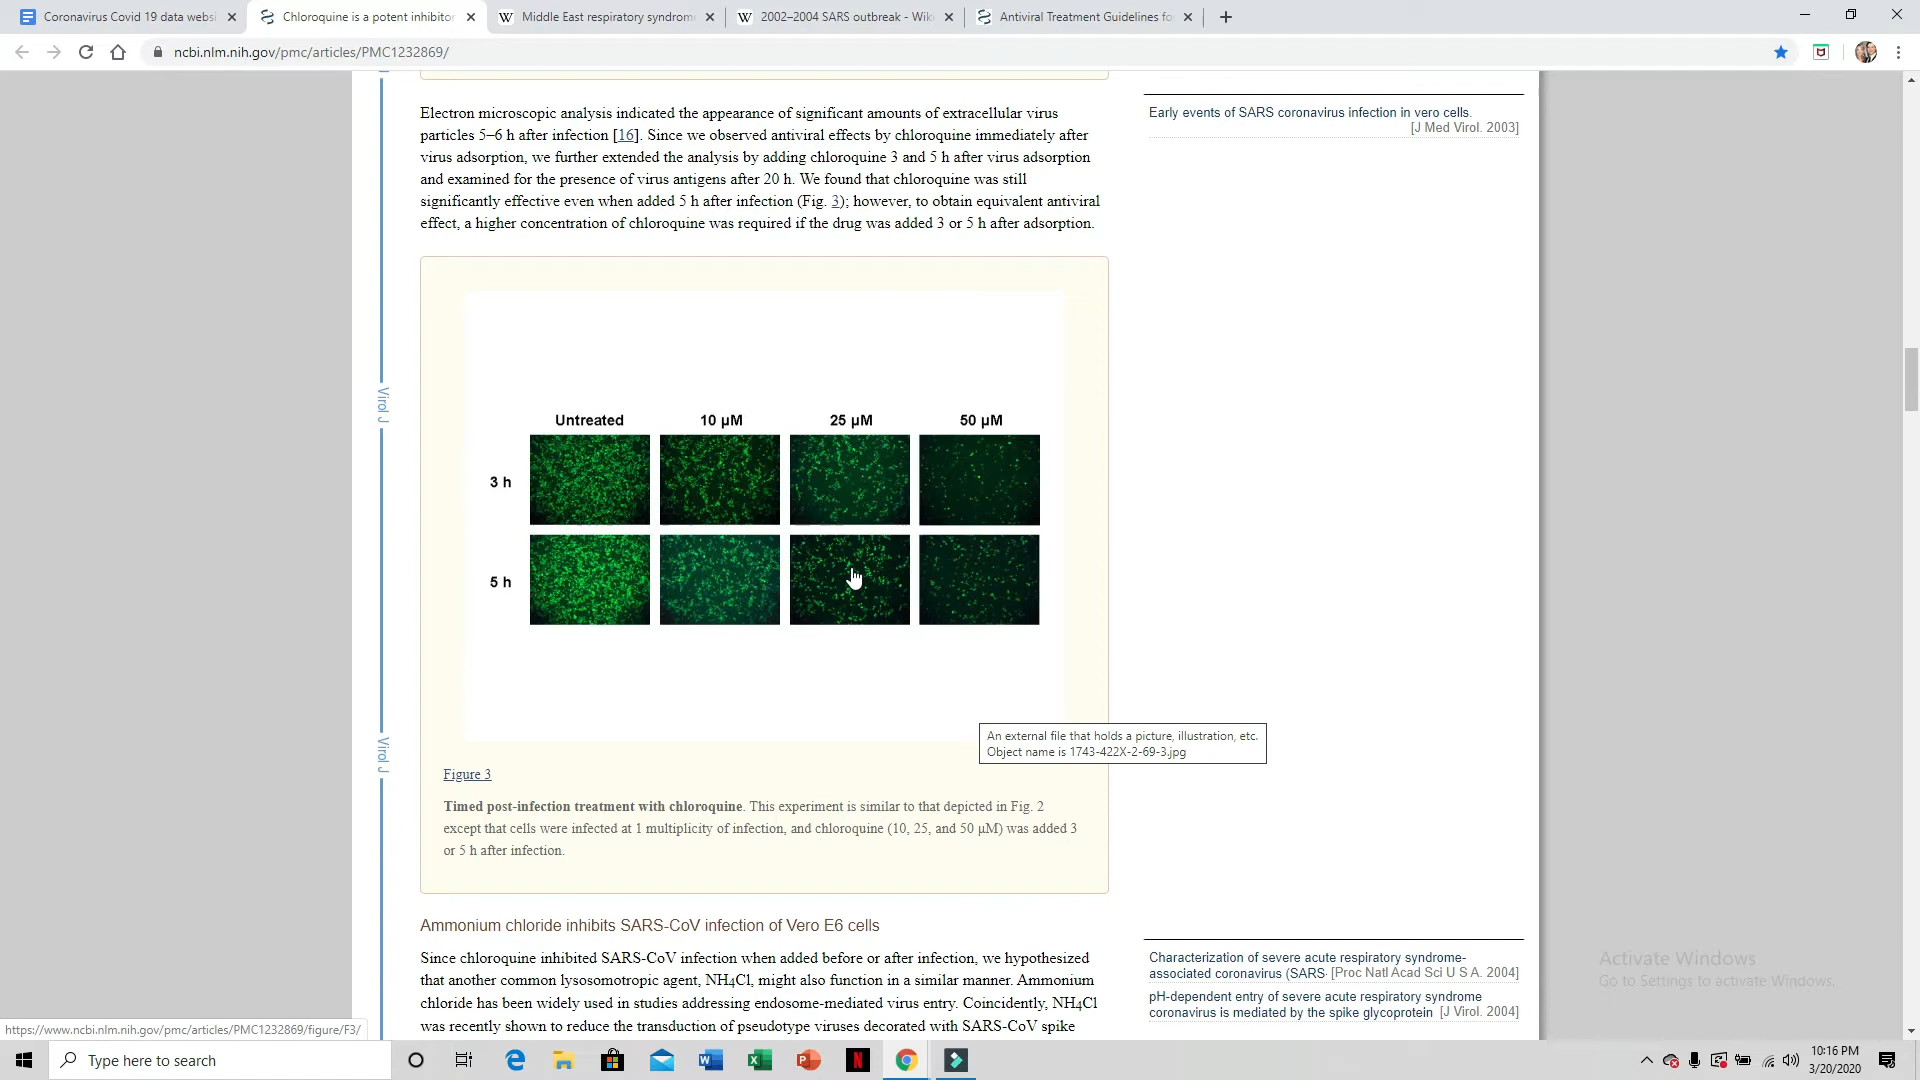 Coronavirus Covid 19 data websi
Chloroquine is a potent inhibitor
Middle East respiratory syndrome
2002–2004 SARS outbreak - Wiki
Antiviral Treatment Guidelines fo
ncbi.nlm.nih.gov/pmc/articles/PMC1232869/
Electron microscopic analysis indicated the appearance of significant amounts of extracellular virus
particles 5–6 h after infection [16]. Since we observed antiviral effects by chloroquine immediately after
virus adsorption, we further extended the analysis by adding chloroquine 3 and 5 h after virus adsorption
and examined for the presence of virus antigens after 20 h. We found that chloroquine was still
significantly effective even when added 5 h after infection (Fig. 3); however, to obtain equivalent antiviral
effect, a higher concentration of chloroquine was required if the drug was added 3 or 5 h after adsorption.
Early events of SARS coronavirus infection in vero cells.
[J Med Virol. 2003]
Virol J
Virol J
Untreated 10 μM 25 μM 50 μM
3 h
5 h
An external file that holds a picture, illustration, etc.
Object name is 1743-422X-2-69-3.jpg
Figure 3
Timed post-infection treatment with chloroquine. This experiment is similar to that depicted in Fig. 2
except that cells were infected at 1 multiplicity of infection, and chloroquine (10, 25, and 50 μM) was added 3
or 5 h after infection.
Ammonium chloride inhibits SARS-CoV infection of Vero E6 cells
Since chloroquine inhibited SARS-CoV infection when added before or after infection, we hypothesized
that another common lysosomotropic agent, NH4Cl, might also function in a similar manner. Ammonium
chloride has been widely used in studies addressing endosome-mediated virus entry. Coincidently, NH4Cl
was recently shown to reduce the transduction of pseudotype viruses decorated with SARS-CoV spike
Characterization of severe acute respiratory syndrome-
associated coronavirus (SARS- [Proc Natl Acad Sci U S A. 2004]
pH-dependent entry of severe acute respiratory syndrome
coronavirus is mediated by the spike glycoprotein [J Virol. 2004]
Activate Windows
Go to Settings to activate Windows.
https://www.ncbi.nlm.nih.gov/pmc/articles/PMC1232869/figure/F3/
Type here to search
10:16 PM
3/20/2020